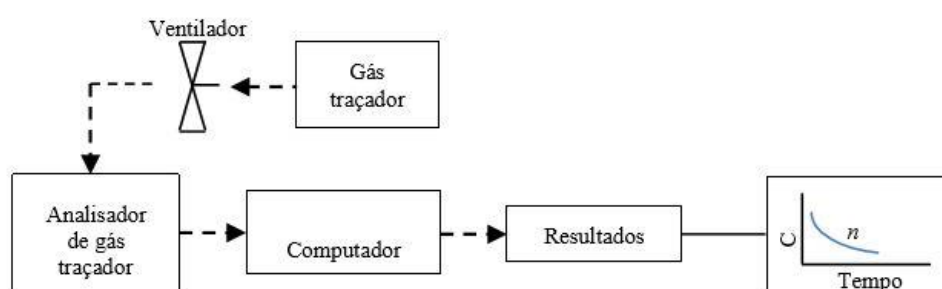 Ventilador
Gás
traçador
Analisador
de gás
traçador
Computador
Resultados
C
n
Tempo